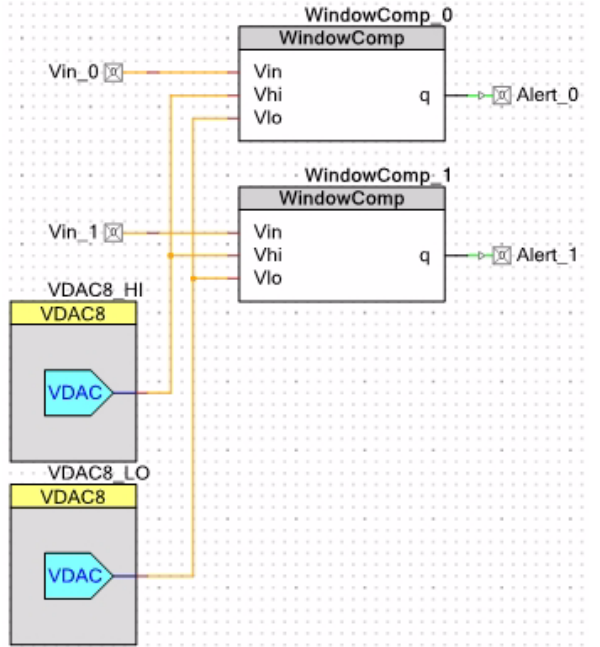 WindowComp_0
WindowComp
Vin_0
Vin
Vhi
q
Alert_0
Vlo
WindowComp_1
WindowComp
Vin_1
Vin
Vhi
q
Alert_1
Vlo
VDAC8_HI
VDAC8
VDAC
VDAC8_LO
VDAC8
VDAC